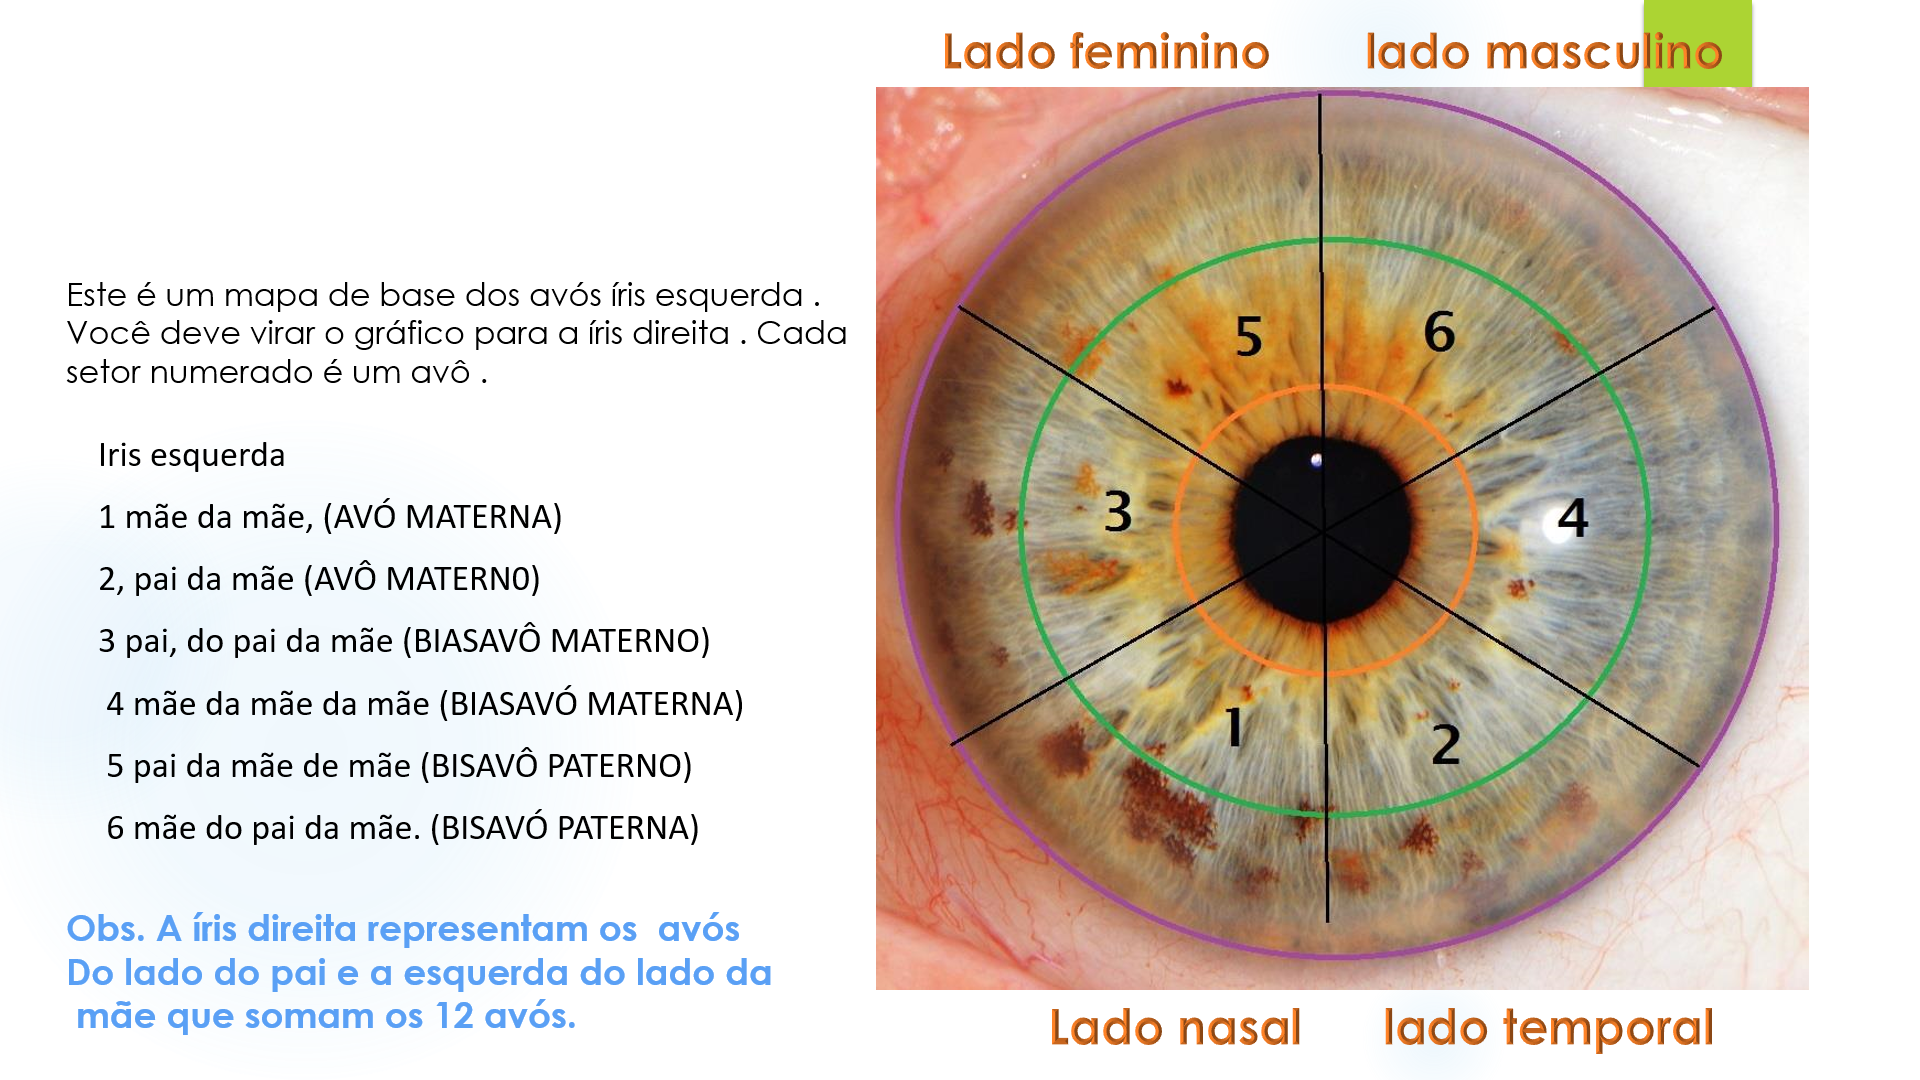 Lado feminino lado masculino
Este é um mapa de base dos avós íris esquerda .
Você deve virar o gráfico para a íris direita . Cada
setor numerado é um avô .
Iris esquerda
1 mãe da mãe, (AVÓ MATERNA)
2, pai da mãe (AVÔ MATERN0)
3 pai, do pai da mãe (BIASAVÔ MATERNO)
4 mãe da mãe da mãe (BIASAVÓ MATERNA)
5 pai da mãe de mãe (BISAVÔ PATERNO)
6 mãe do pai da mãe. (BISAVÓ PATERNA)
Obs. A íris direita representam os avós
Do lado do pai e a esquerda do lado da
mãe que somam os 12 avós.
5 6
3 4
1 2
Lado nasal lado temporal